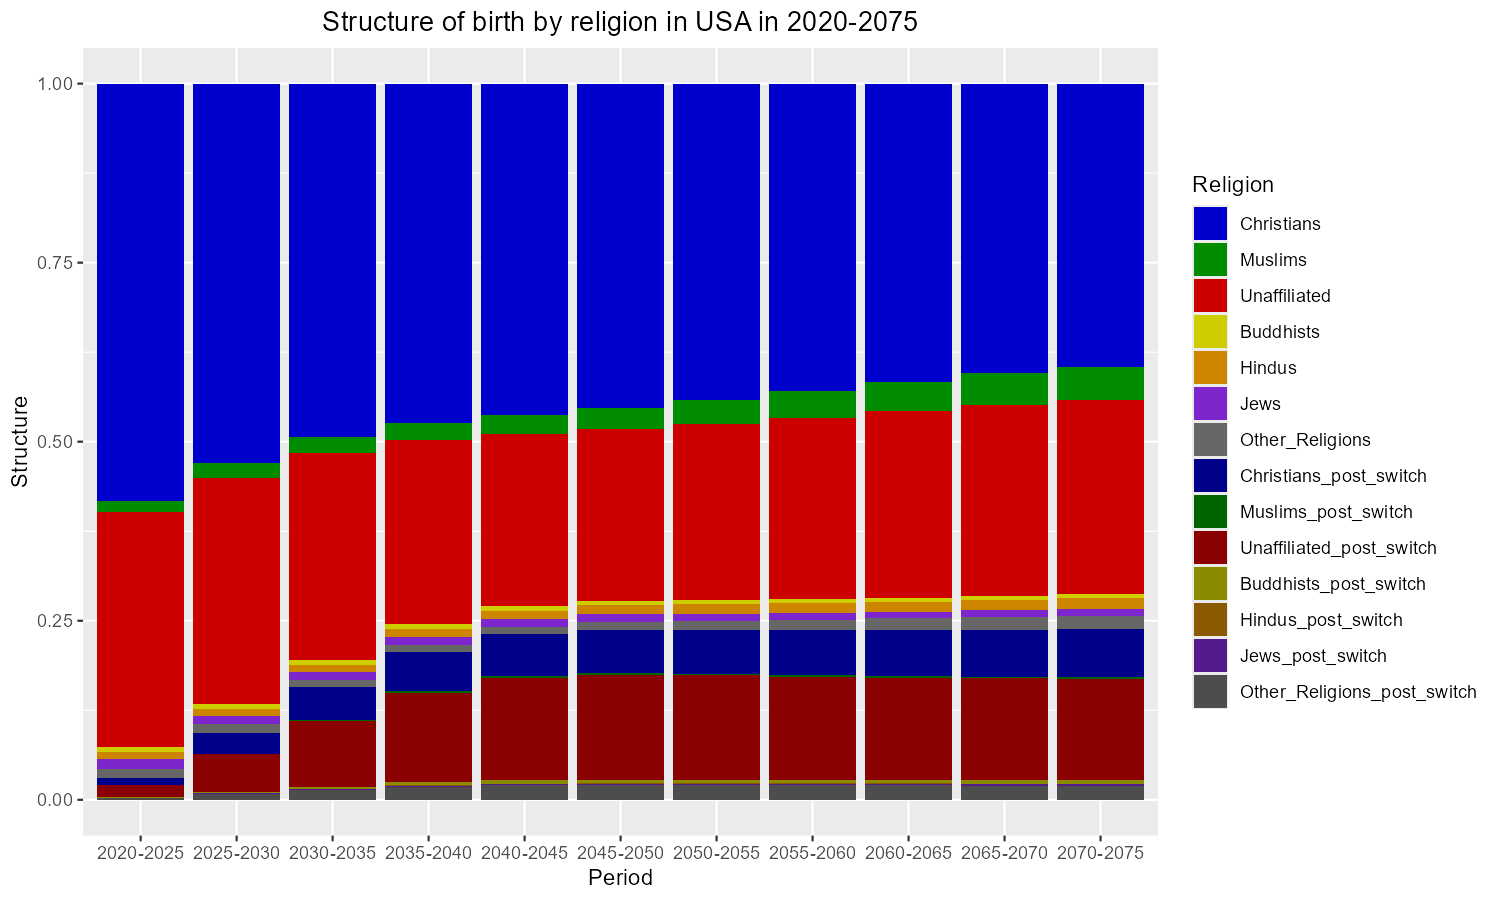 Structure of birth by religion in USA in 2020-2075
Structure
1.00
0.75
0.50
0.25
0.00
2020-2025 2025-2030 2030-2035 2035-2040 2040-2045 2045-2050 2050-2055 2055-2060 2060-2065 2065-2070 2070-2075
Period
Religion
Christians
Muslims
Unaffiliated
Buddhists
Hindus
Jews
Other_Religions
Christians_post_switch
Muslims_post_switch
Unaffiliated_post_switch
Buddhists_post_switch
Hindus_post_switch
Jews_post_switch
Other_Religions_post_switch